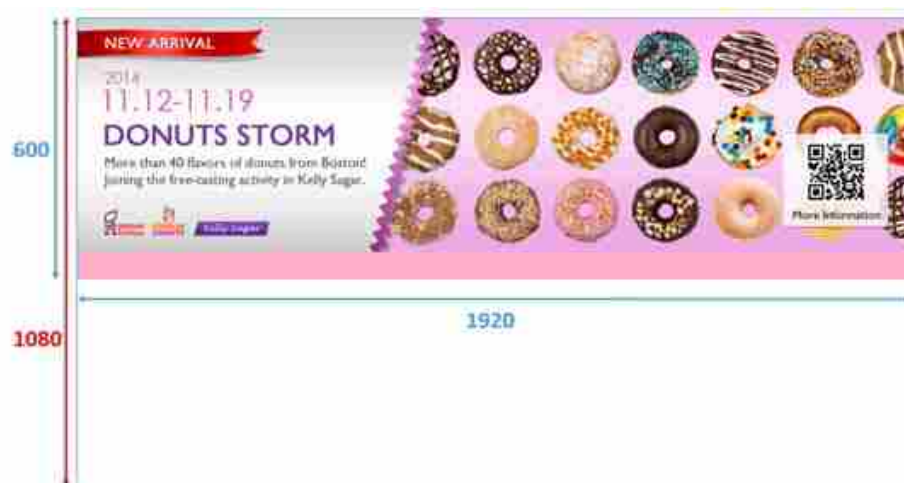 NEW ARRIVAL
2014
11.12-11.19
DONUTS STORM
More than 40 flavors of donuts from
Joining the free-tasting activity in Kelly Sugar.
Kelly Sugar
More Information
600
1080
1920